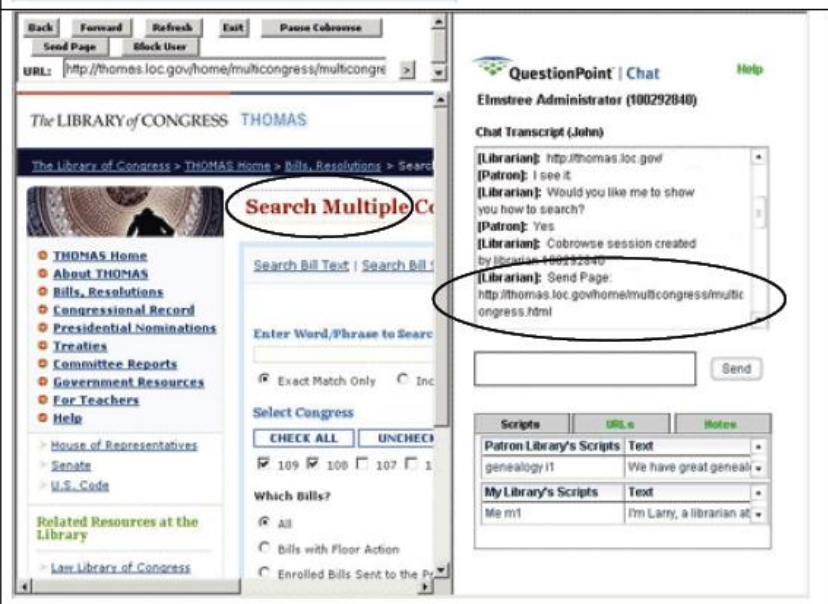 Back Forward Refresh Exit Pause Cobrowse
Send Page Block User
URL: http://thomas.loc.gov/home/multicongress/multicongre >
The LIBRARY of CONGRESS THOMAS
The Library of Congress > THOMAS Home > Bills, Resolutions > Searc
Search Multiple Co
THOMAS Home
About THOMAS
Bills, Resolutions
Congressional Record
Presidential Nominations
Treaties
Committee Reports
Government Resources
For Teachers
Help
> House of Representatives
> Senate
> U.S. Code
Related Resources at the
Library
> Law Library of Congress
Search Bill Text | Search Bill S
Enter Word/Phrase to Searc
Exact Match Only Inc
Select Congress
CHECK ALL UNCHECK
109 108 107 1
Which Bills?
All
Bills with Floor Action
Enrolled Bills Sent to the Pr
QuestionPoint | Chat Help
Elmstree Administrator (100292840)
Chat Transcript (John)
[Librarian]: http://thomas.loc.gov/
[Patron]: I see it
[Librarian]: Would you like me to show
you how to search?
[Patron]: Yes
[Librarian]: Cobrowse session created
by librarian 100292840
[Librarian]: Send Page:
http://thomas.loc.gov/home/multicongress/multic
ongress.html
Send
Scripts URLs Notes
Patron Library's Scripts Text
genealogy i1 We have great geneal
My Library's Scripts Text
Me m1 I'm Larry, a librarian at